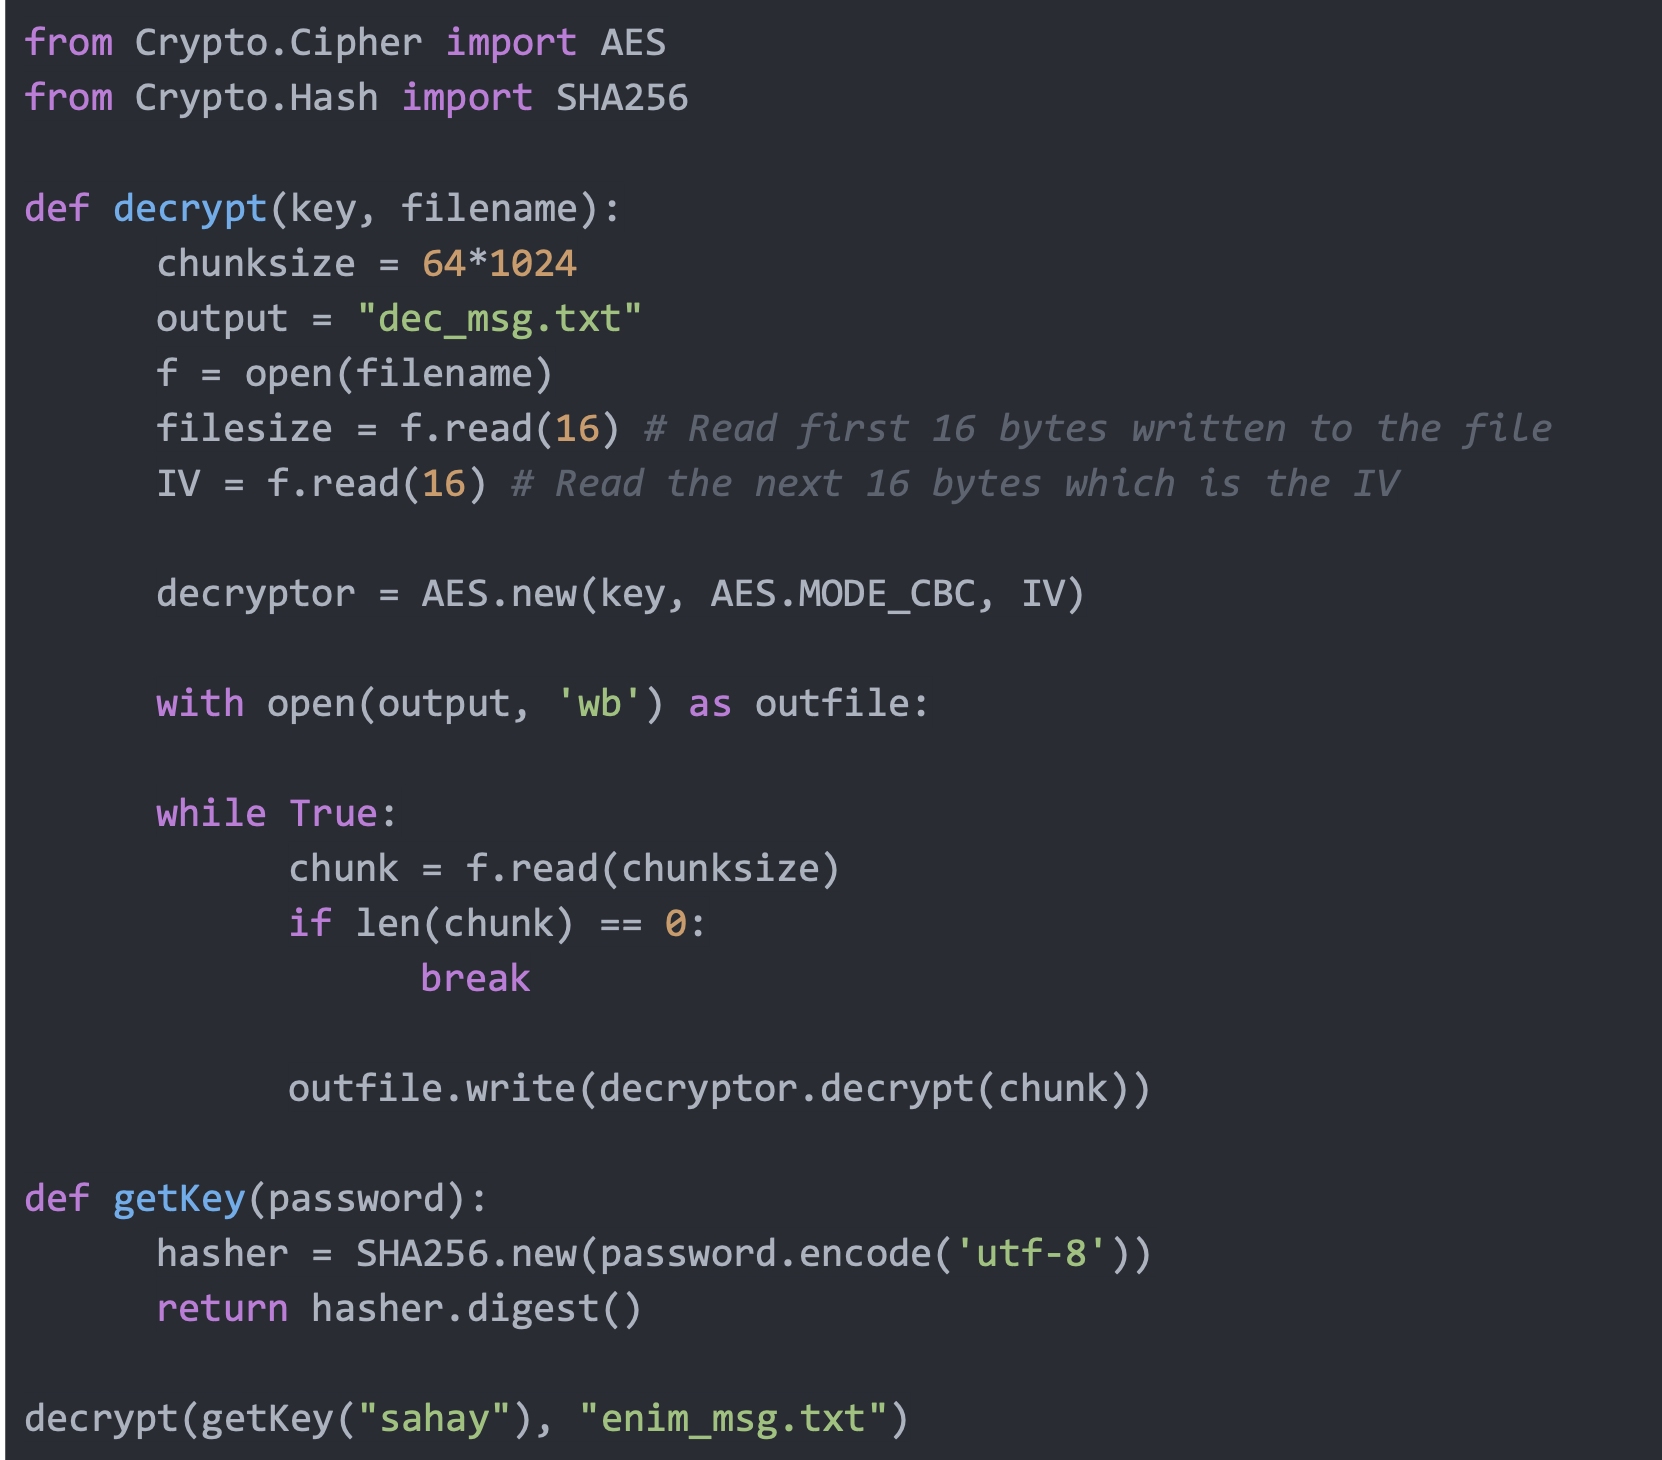 from Crypto.Cipher import AES
from Crypto.Hash import SHA256

def decrypt(key, filename):
      chunksize = 64*1024
      output = "dec_msg.txt"
      f = open(filename)
      filesize = f.read(16) # Read first 16 bytes written to the file
      IV = f.read(16) # Read the next 16 bytes which is the IV

      decryptor = AES.new(key, AES.MODE_CBC, IV)

      with open(output, 'wb') as outfile:

      while True:
            chunk = f.read(chunksize)
            if len(chunk) == 0:
                  break

            outfile.write(decryptor.decrypt(chunk))

def getKey(password):
      hasher = SHA256.new(password.encode('utf-8'))
      return hasher.digest()

decrypt(getKey("sahay"), "enim_msg.txt")